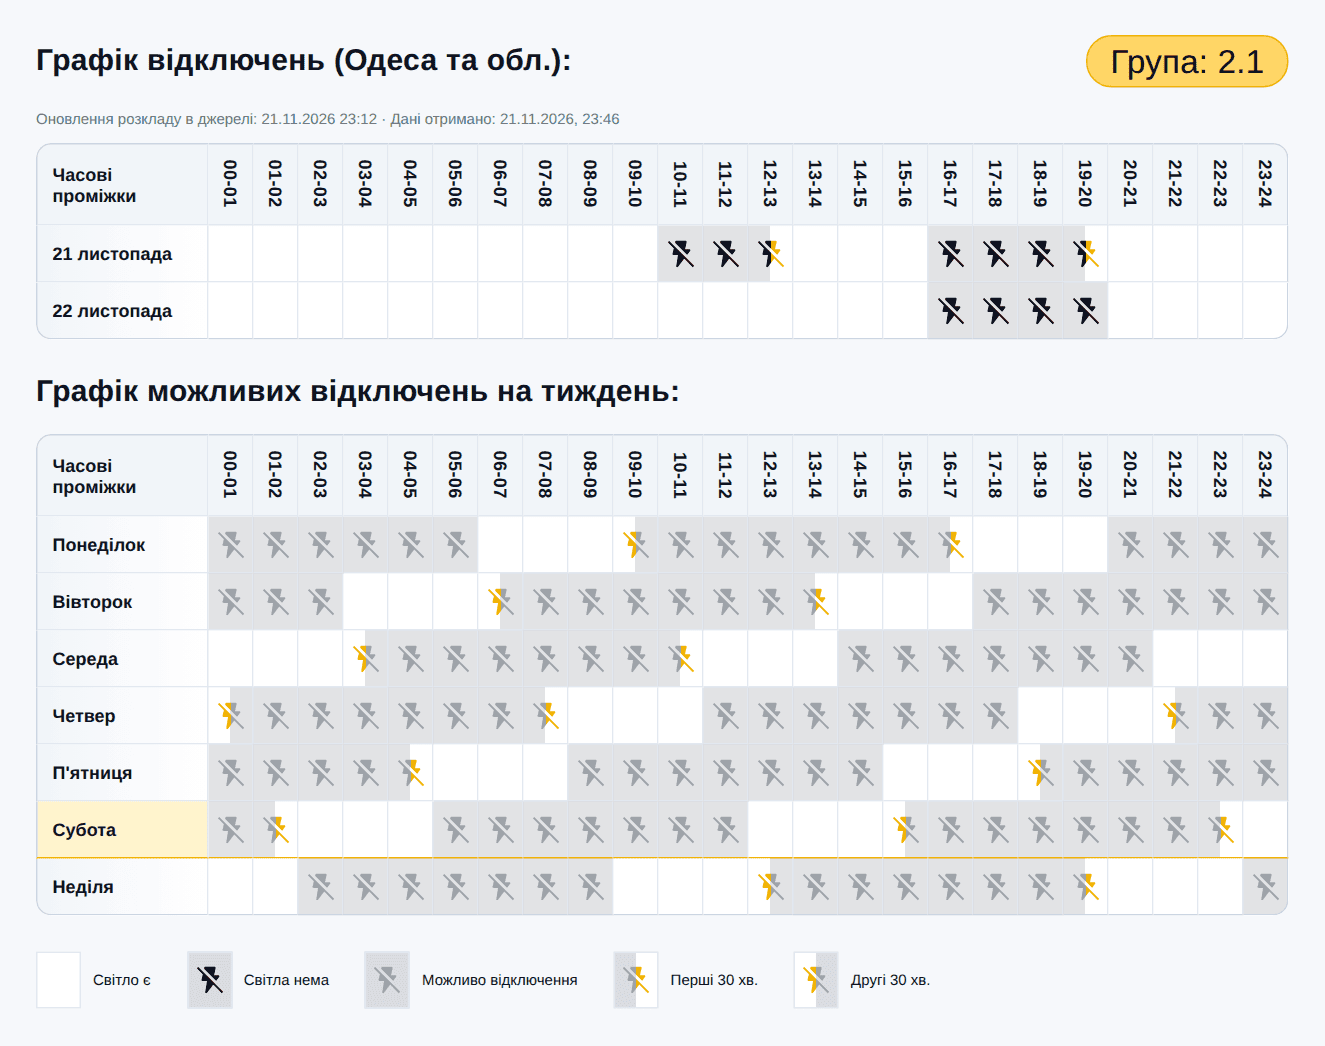 Графік відключень (Одеса та обл.):
Група: 2.1
Оновлення розкладу в джерелі: 21.11.2026 23:12 · Дані отримано: 21.11.2026, 23:46
Часові
проміжки
00-01 01-02 02-03 03-04 04-05 05-06 06-07 07-08 08-09 09-10 10-11 11-12 12-13 13-14 14-15 15-16 16-17 17-18 18-19 19-20 20-21 21-22 22-23 23-24
21 листопада
22 листопада
Графік можливих відключень на тиждень:
Часові
проміжки
00-01 01-02 02-03 03-04 04-05 05-06 06-07 07-08 08-09 09-10 10-11 11-12 12-13 13-14 14-15 15-16 16-17 17-18 18-19 19-20 20-21 21-22 22-23 23-24
Понеділок
Вівторок
Середа
Четвер
П'ятниця
Субота
Неділя
Світло є Світла нема Можливо відключення Перші 30 хв. Другі 30 хв.